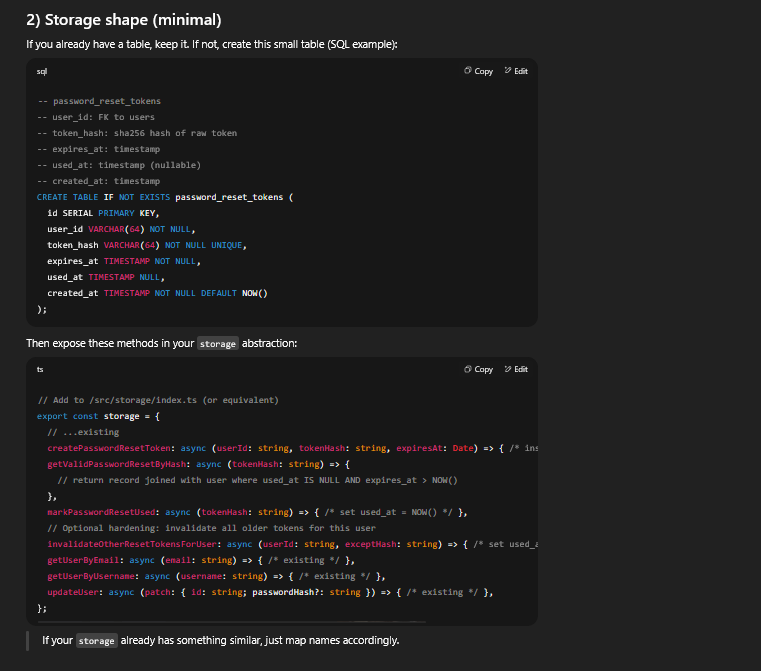 2) Storage shape (minimal)
If you already have a table, keep it. If not, create this small table (SQL example):
sql
Copy
Edit
-- password_reset_tokens
-- user_id: FK to users
-- token_hash: sha256 hash of raw token
-- expires_at: timestamp
-- used_at: timestamp (nullable)
-- created_at: timestamp
CREATE TABLE IF NOT EXISTS password_reset_tokens (
  id SERIAL PRIMARY KEY,
  user_id VARCHAR(64) NOT NULL,
  token_hash VARCHAR(64) NOT NULL UNIQUE,
  expires_at TIMESTAMP NOT NULL,
  used_at TIMESTAMP NULL,
  created_at TIMESTAMP NOT NULL DEFAULT NOW()
);
Then expose these methods in your storage abstraction:
ts
Copy
Edit
// Add to /src/storage/index.ts (or equivalent)
export const storage = {
  // ...existing
  createPasswordResetToken: async (userId: string, tokenHash: string, expiresAt: Date) => { /* ins
  getValidPasswordResetByHash: async (tokenHash: string) => {
    // return record joined with user where used_at IS NULL AND expires_at > NOW()
  },
  markPasswordResetUsed: async (tokenHash: string) => { /* set used_at = NOW() */ },
  // Optional hardening: invalidate all older tokens for this user
  invalidateOtherResetTokensForUser: async (userId: string, exceptHash: string) => { /* set used_a
  getUserByEmail: async (email: string) => { /* existing */ },
  getUserByUsername: async (username: string) => { /* existing */ },
  updateUser: async (patch: { id: string; passwordHash?: string }) => { /* existing */ },
};
If your storage already has something similar, just map names accordingly.